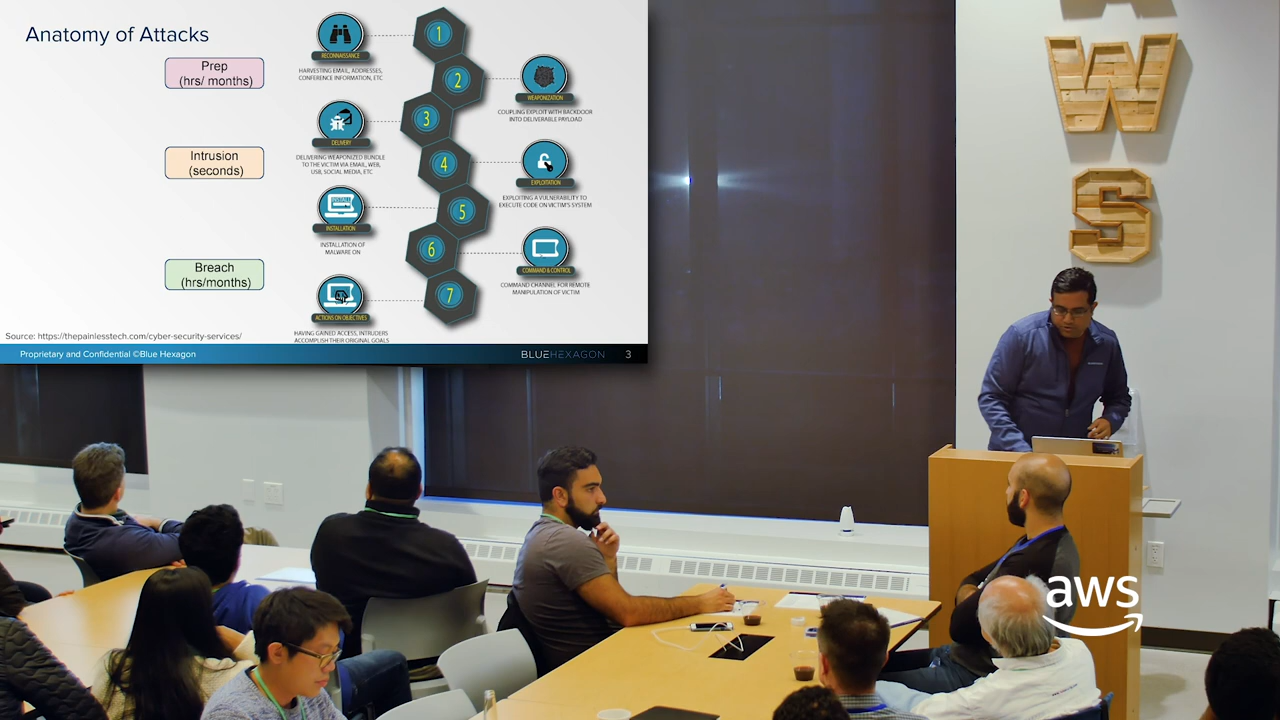 Anatomy of Attacks
Prep
(hrs/ months)
Intrusion
(seconds)
Breach
(hrs/months)
1
RECONNAISSANCE
HARVESTING EMAIL, ADDRESSES,
CONFERENCE INFORMATION, ETC
2
WEAPONIZATION
COUPLING EXPLOIT WITH BACKDOOR
INTO DELIVERABLE PAYLOAD
3
DELIVERY
DELIVERING WEAPONIZED BUNDLE
TO THE VICTIM VIA EMAIL, WEB,
USB, SOCIAL MEDIA, ETC
4
EXPLOITATION
EXPLOITING A VULNERABILITY TO
EXECUTE CODE ON VICTIM'S SYSTEM
5
INSTALL
INSTALLATION
INSTALLATION OF
MALWARE ON
6
COMMAND & CONTROL
COMMAND CHANNEL FOR REMOTE
MANIPULATION OF VICTIM
7
ACTIONS ON OBJECTIVES
HAVING GAINED ACCESS, INTRUDERS
ACCOMPLISH THEIR ORIGINAL GOALS
Source: https://thepainlesstech.com/cyber-security-services/
Proprietary and Confidential ©Blue Hexagon
BLUEHEXAGON
3
W
S
aws